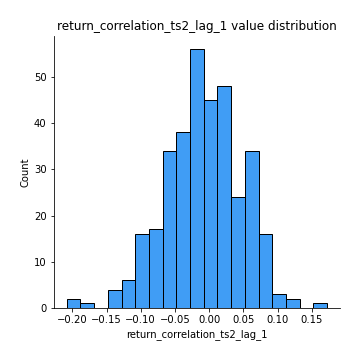 return_correlation_ts2_lag_1 value distribution
Count
50
40
30
20
10
0
−0.20 −0.15 −0.10 −0.05 0.00 0.05 0.10 0.15
return_correlation_ts2_lag_1